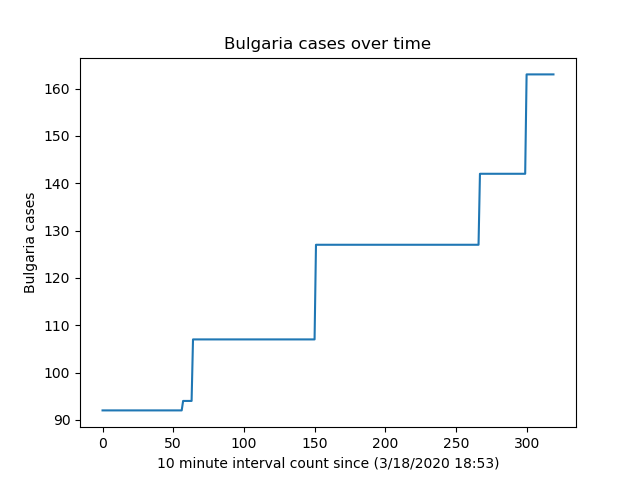 Bulgaria cases over time
160
150
140
130
120
110
100
90
Bulgaria cases
0 50 100 150 200 250 300
10 minute interval count since (3/18/2020 18:53)